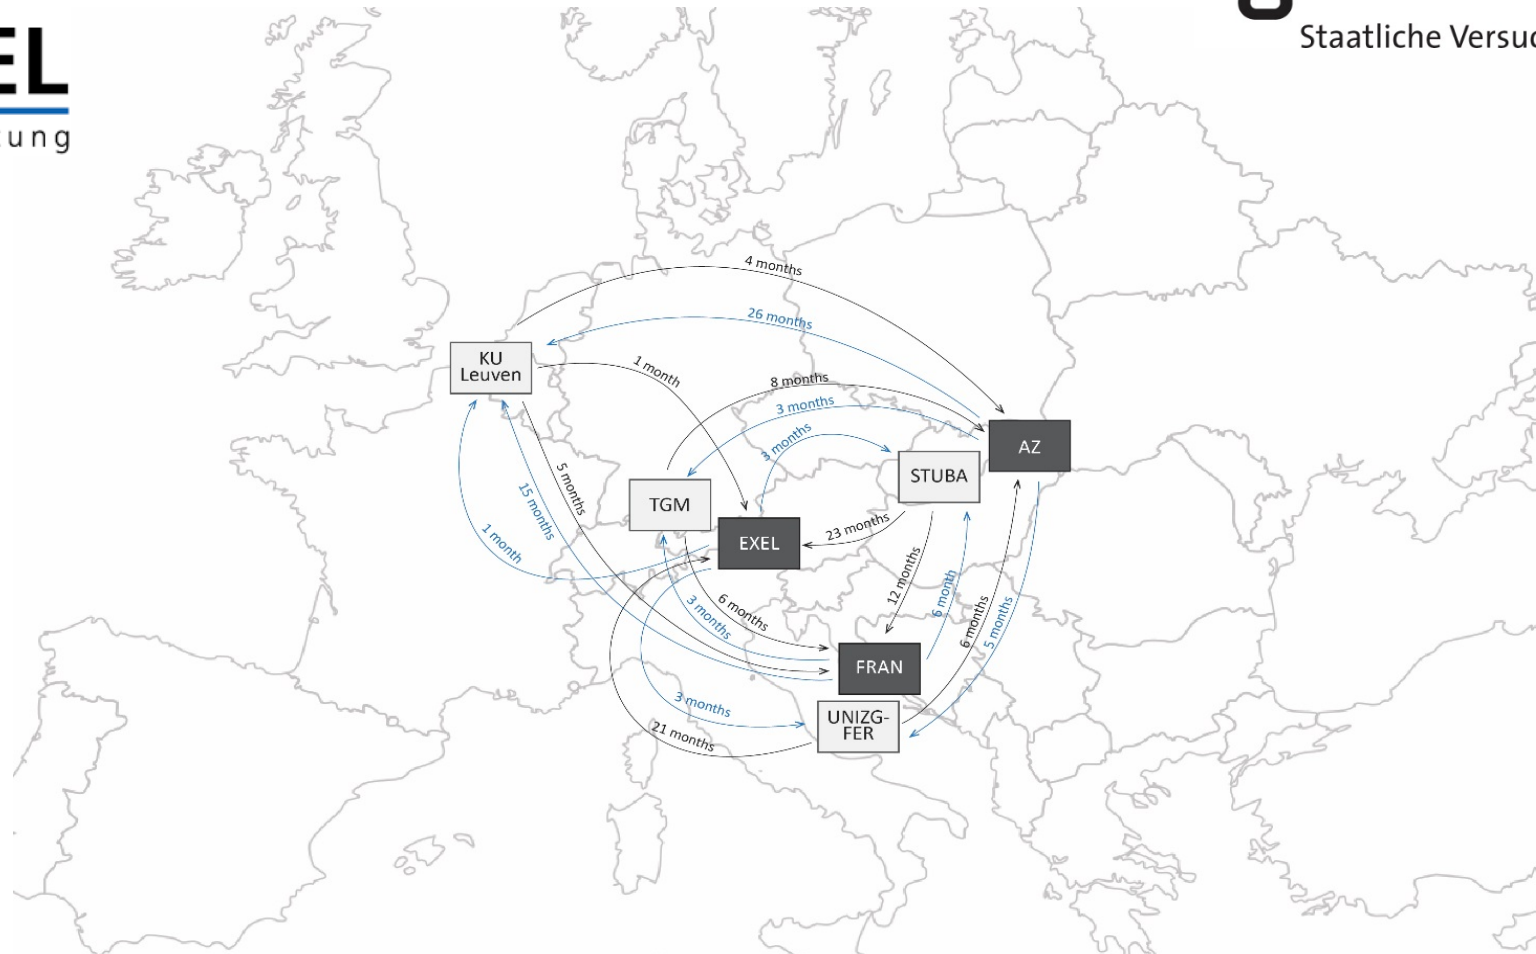 EL
tung
Staatliche Versuc
4 months
26 months
KU
Leuven
1 month
8 months
3 months
3 months
AZ
STUBA
TGM
5 months
15 months
EXEL
23 months
1 month
12 months
6 month
6 months
3 months
6 months
5 months
FRAN
3 months
UNIZG-
FER
21 months